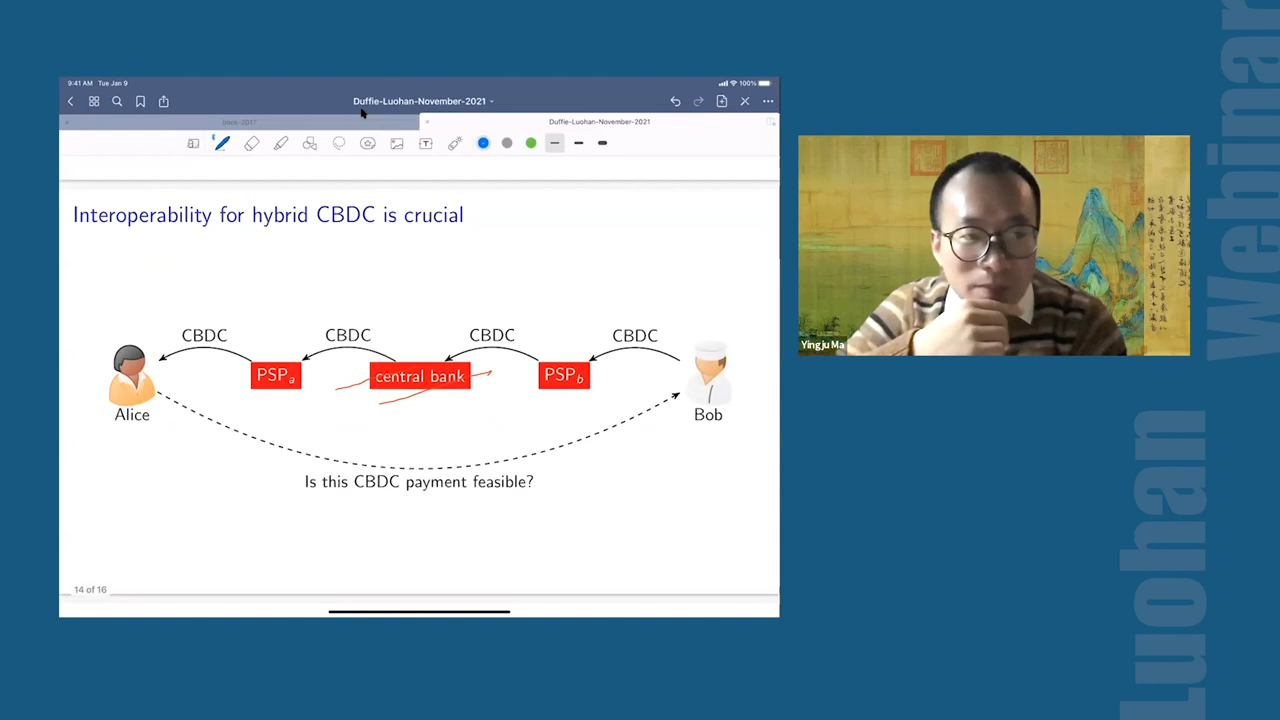 9:41 AM Tue Jan 9
100%
Duffie-Luohan-November-2021
Duffie-Luohan-November-2021
Interoperability for hybrid CBDC is crucial
CBDC CBDC CBDC CBDC
PSPa central bank PSPb
Alice Bob
Is this CBDC payment feasible?
14 of 16
Yingju Ma
Luohan Webinar